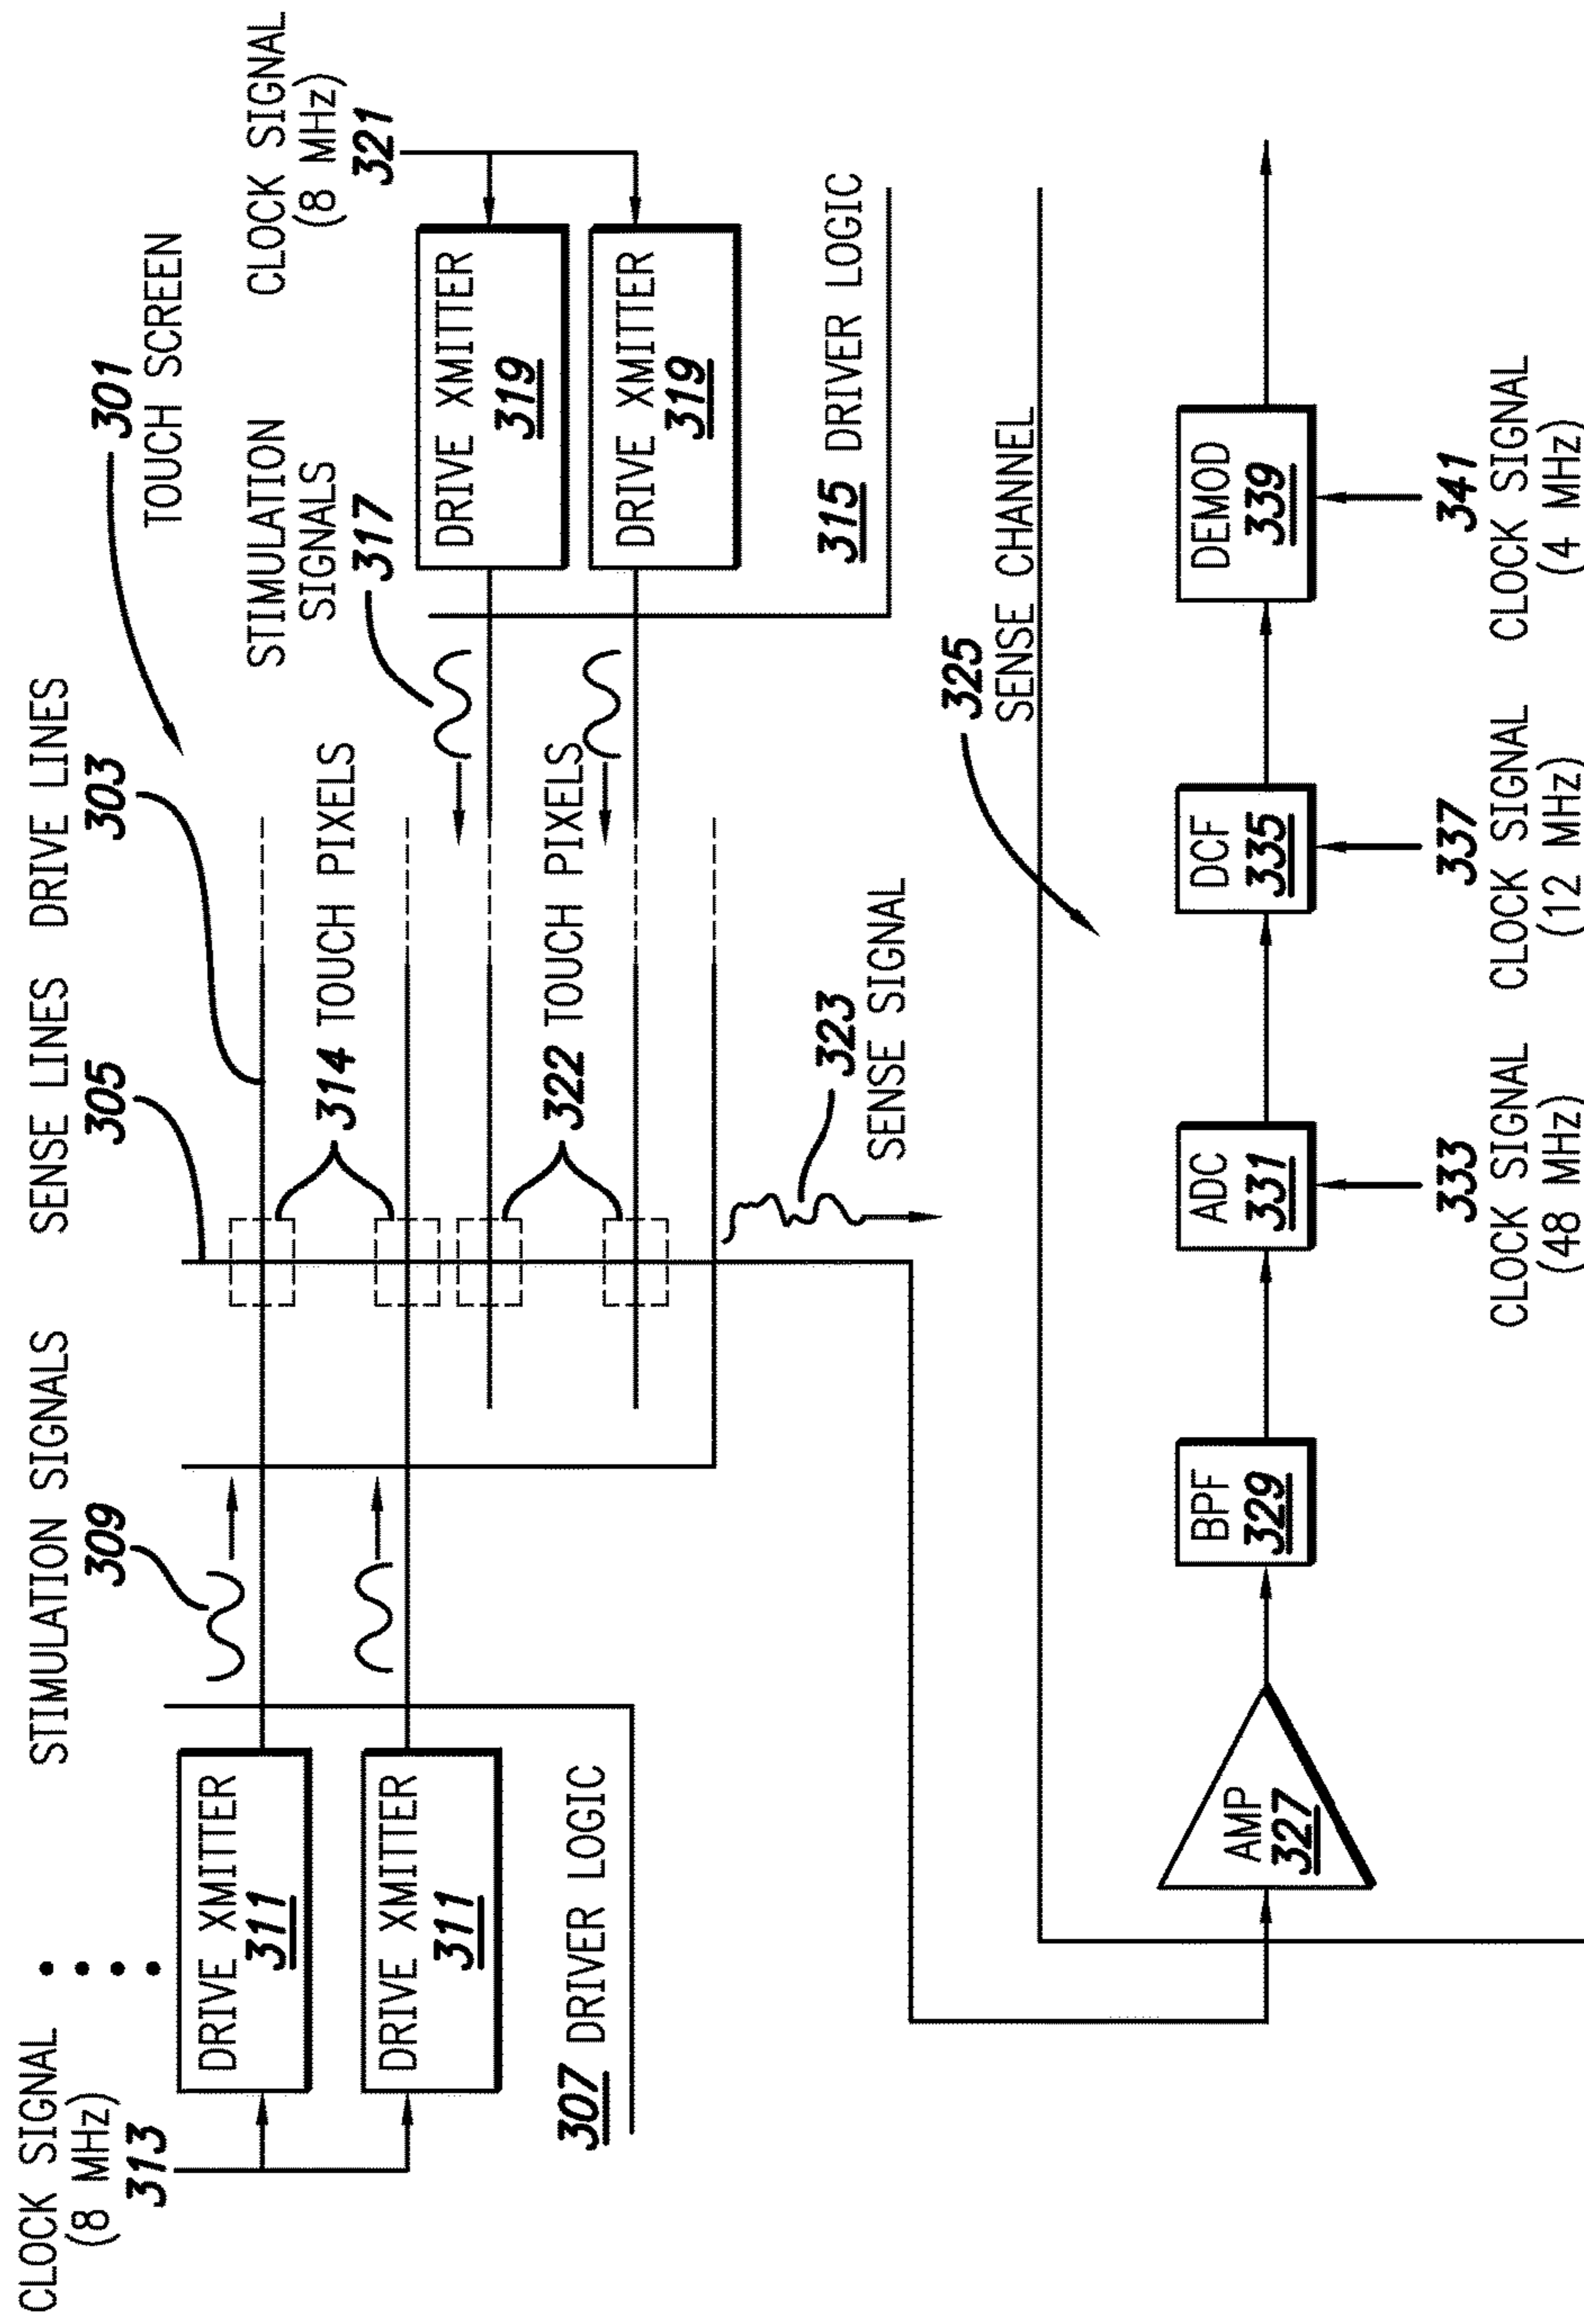 CLOCK SIGNAL
(8 MHz)
313
STIMULATION SIGNALS
309
SENSE LINES
305
DRIVE LINES
303
301
TOUCH SCREEN
CLOCK SIGNAL
(8 MHz)
321
STIMULATION
SIGNALS
317
DRIVE XMITTER
311
DRIVE XMITTER
311
307 DRIVER LOGIC
314 TOUCH PIXELS
322 TOUCH PIXELS
DRIVE XMITTER
319
DRIVE XMITTER
319
315 DRIVER LOGIC
323
SENSE SIGNAL
325
SENSE CHANNEL
AMP
327
BPF
329
ADC
331
DCF
335
DEMOD
339
333
CLOCK SIGNAL
(48 MHz)
337
CLOCK SIGNAL
(12 MHz)
341
CLOCK SIGNAL
(4 MHz)